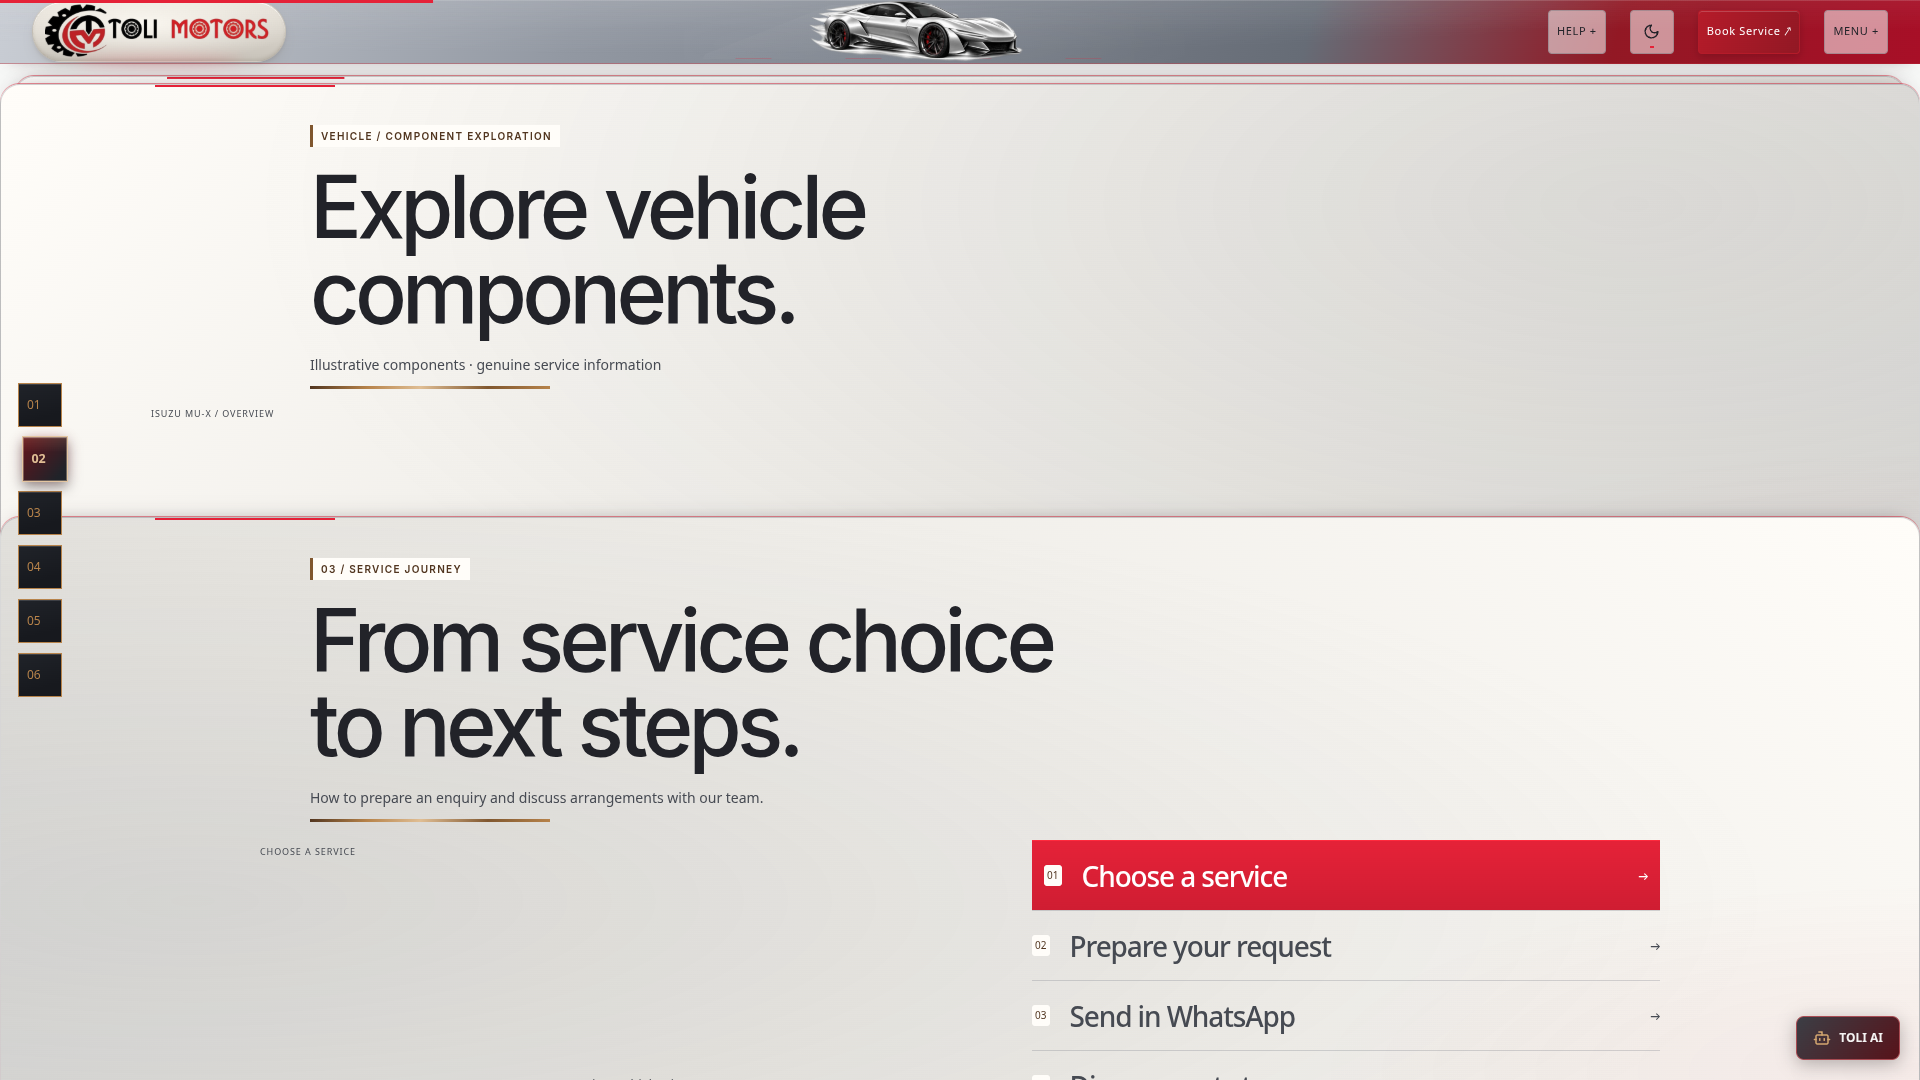 TOLI MOTORS
HELP +
Book Service ↗
MENU +
VEHICLE / COMPONENT EXPLORATION
Explore vehicle
components.
Illustrative components · genuine service information
ISUZU MU-X / OVERVIEW
01
02
03
04
05
06
03 / SERVICE JOURNEY
From service choice
to next steps.
How to prepare an enquiry and discuss arrangements with our team.
CHOOSE A SERVICE
01 Choose a service →
02 Prepare your request →
03 Send in WhatsApp →
TOLI AI